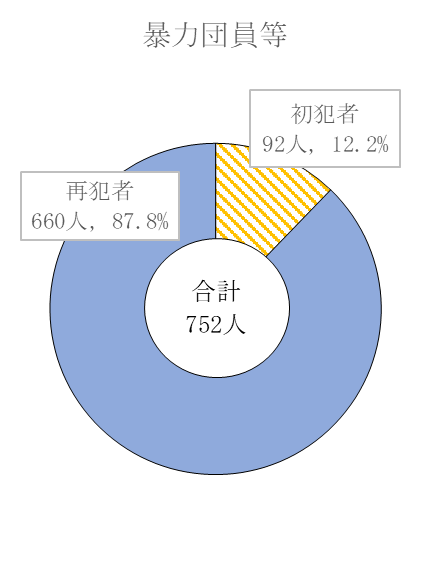 暴力団員等
初犯者
92人, 12.2%
再犯者
660人, 87.8%
合計
752人